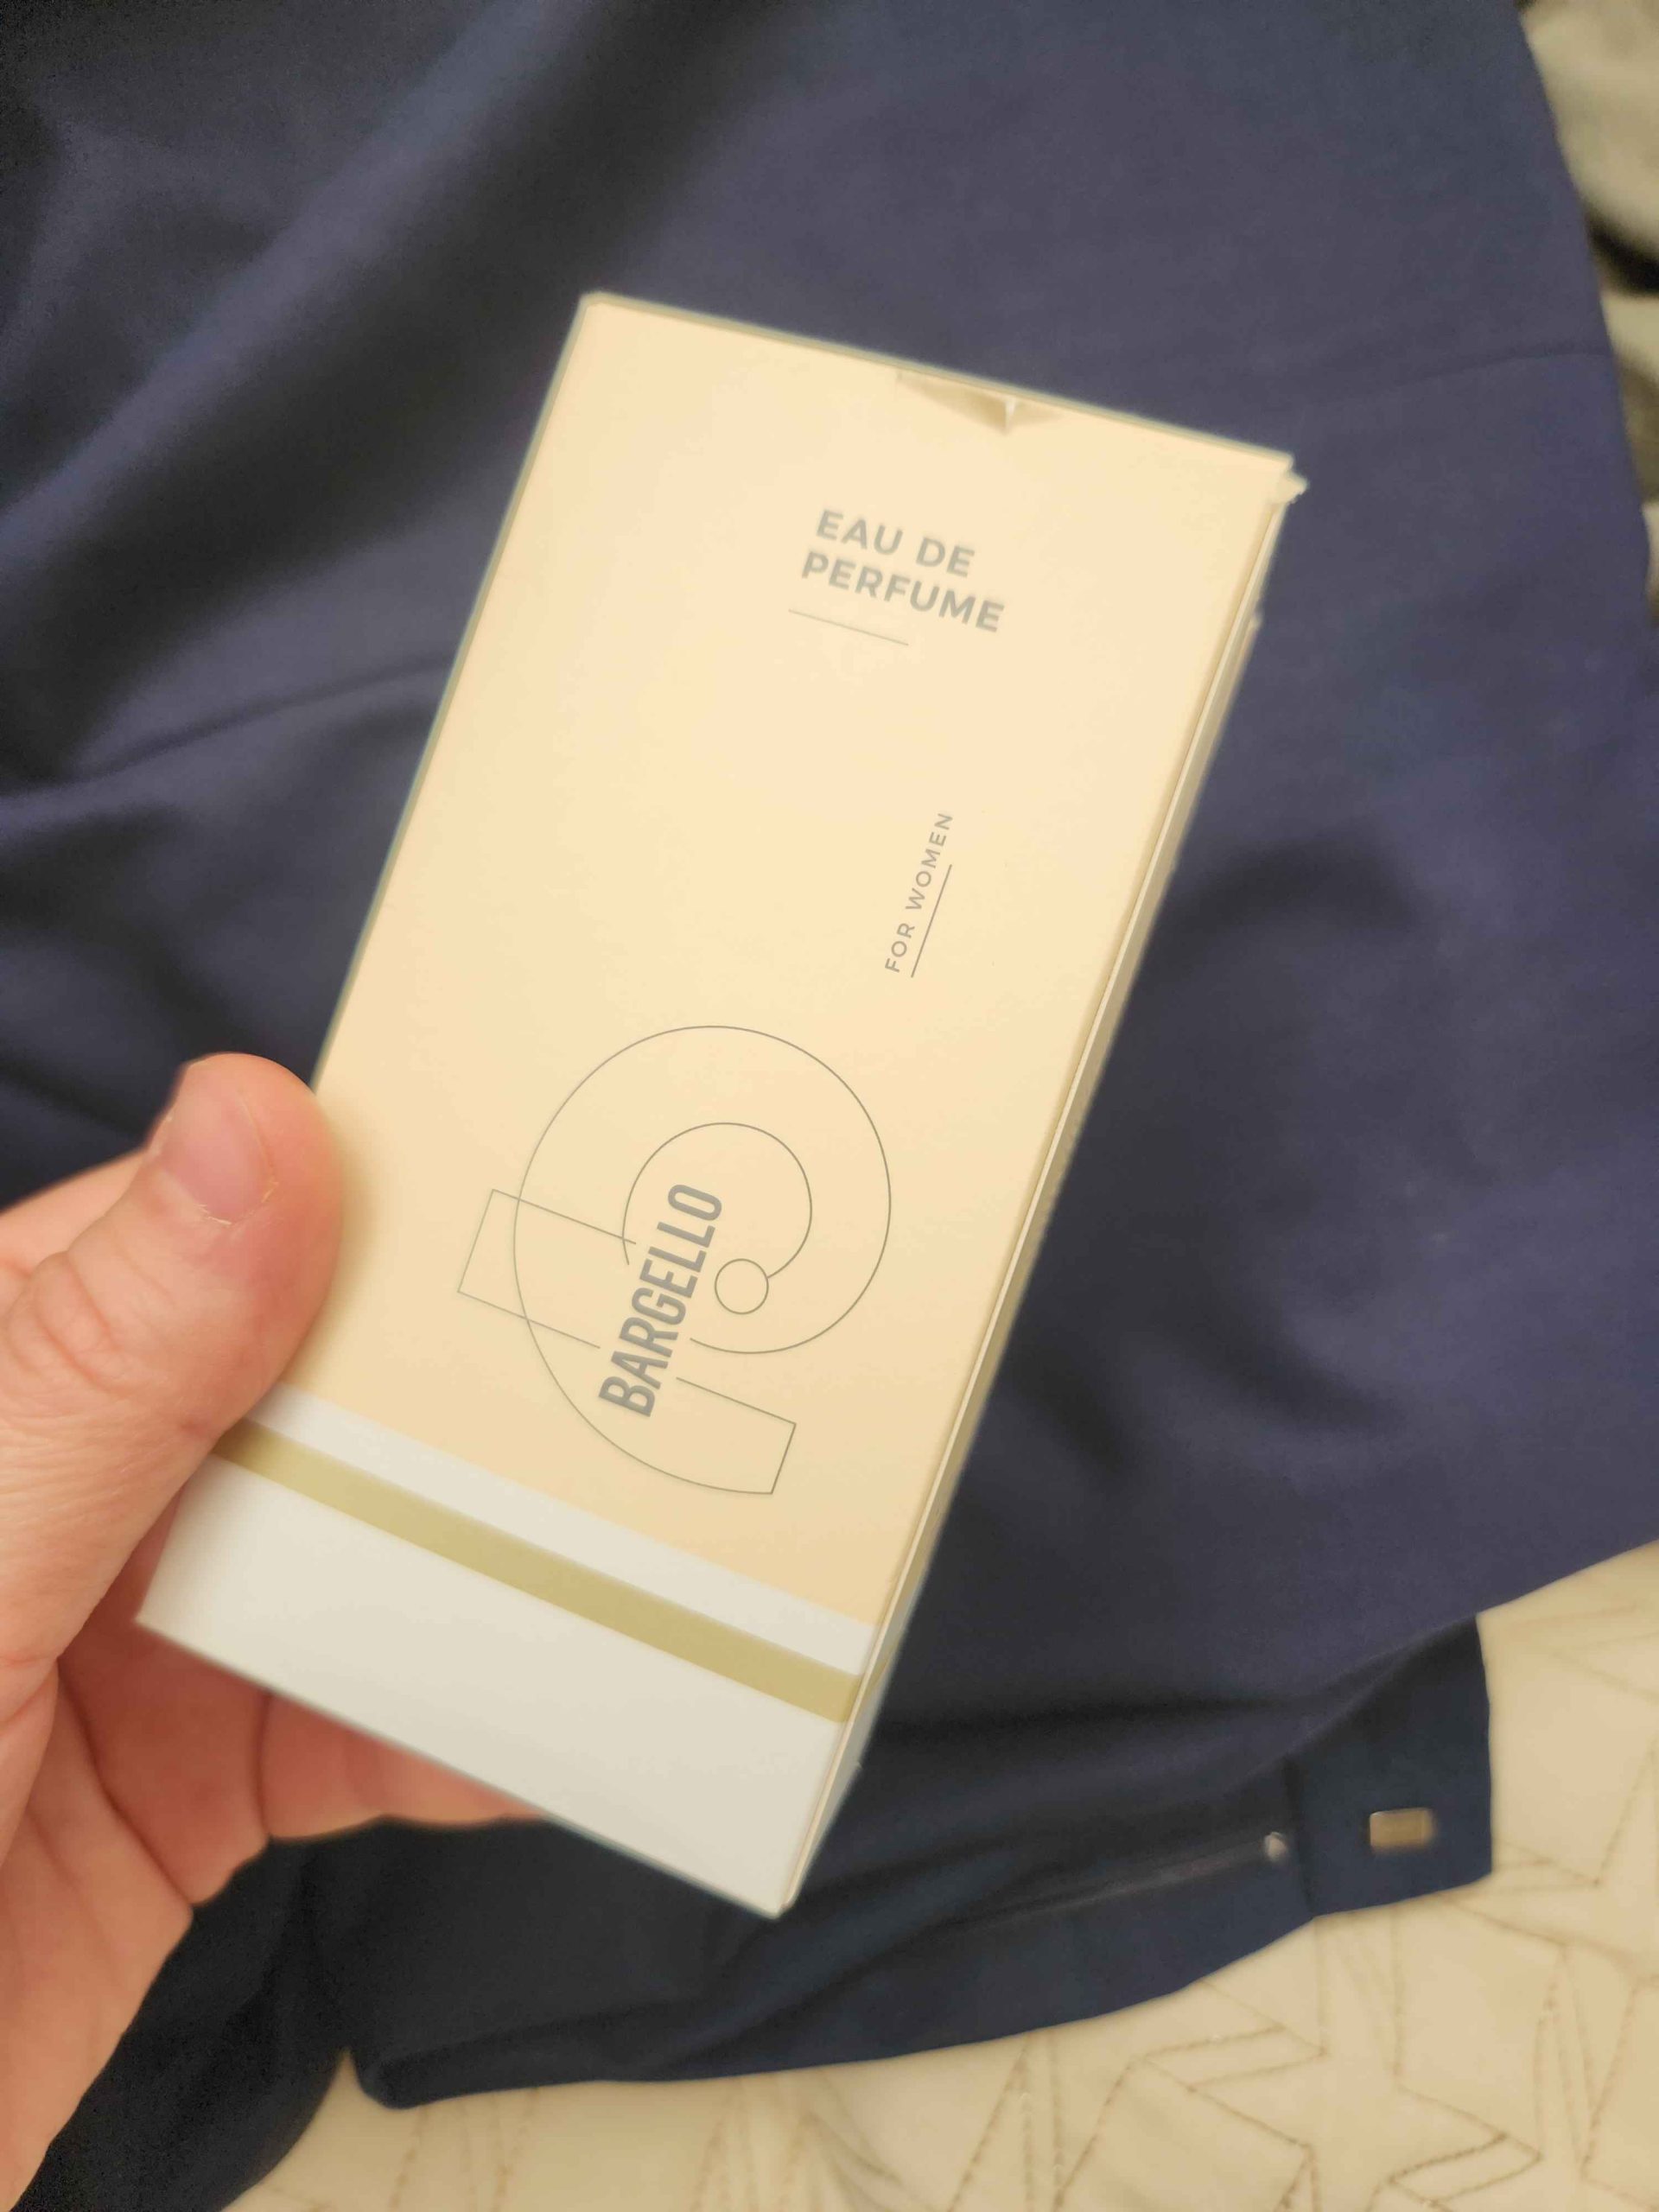 EAU DE
PERFUME
FOR WOMEN
BARGELLO